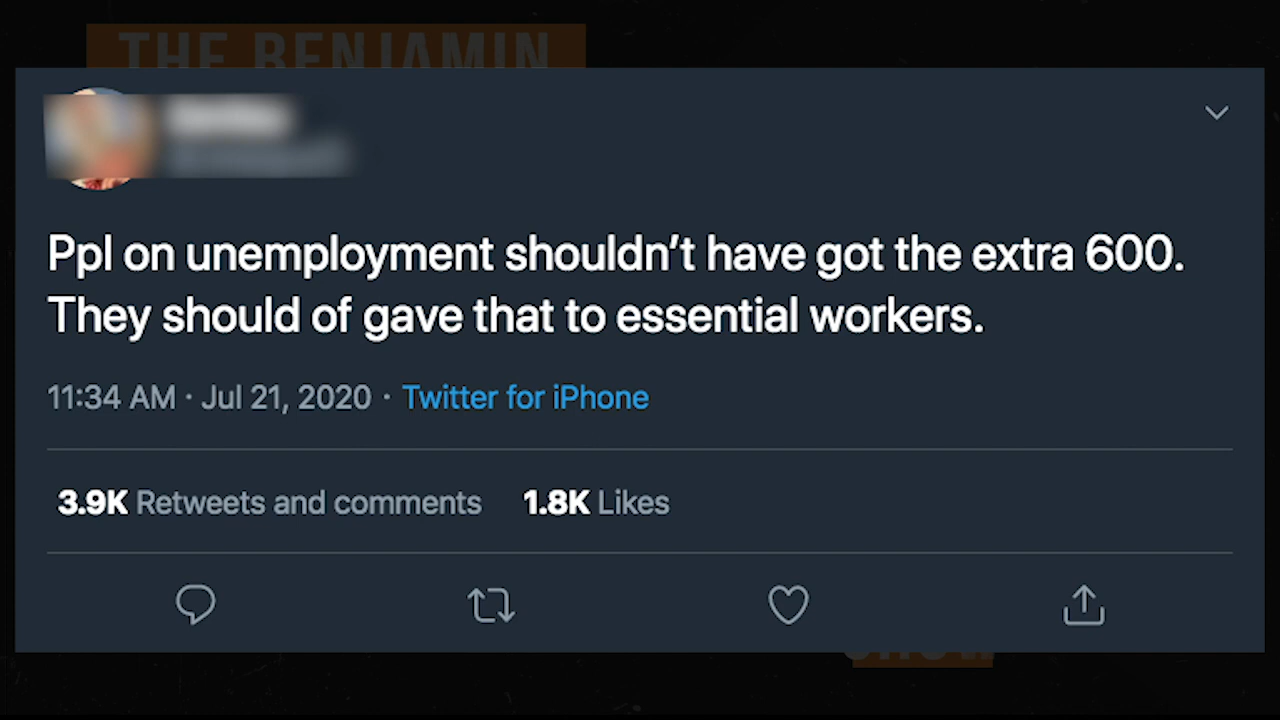 THE BENJAMIN
Ppl on unemployment shouldn’t have got the extra 600.
They should of gave that to essential workers.
11:34 AM · Jul 21, 2020 · Twitter for iPhone
3.9K Retweets and comments 1.8K Likes